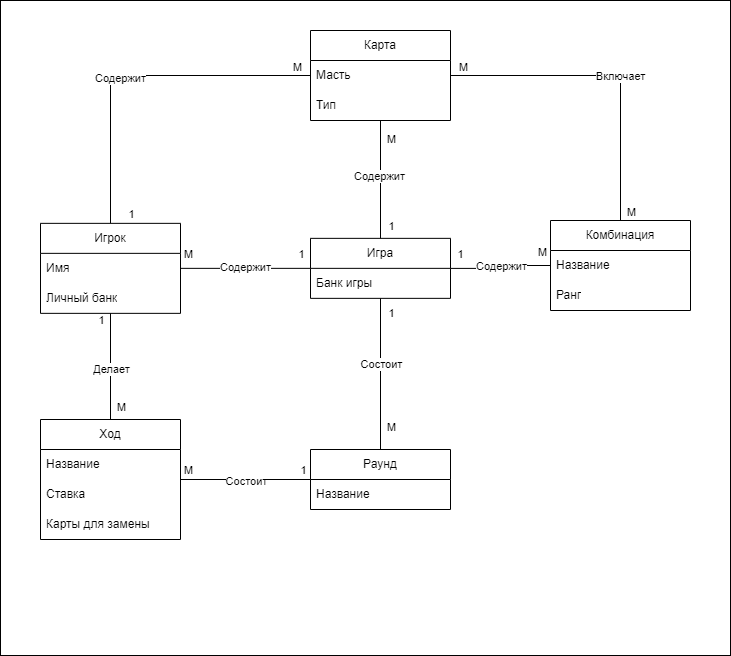 Карта
М
М
Масть
Содержит
Включает
Тип
М
Содержит
1
М
1
Игрок
Игра
Комбинация
М
1
1
М
Имя
Содержит
Содержит
Название
Личный банк
Банк игры
Ранг
1
1
Делает
Состоит
М
М
Ход
Раунд
Название
М
1
Состоит
Ставка
Название
Карты для замены